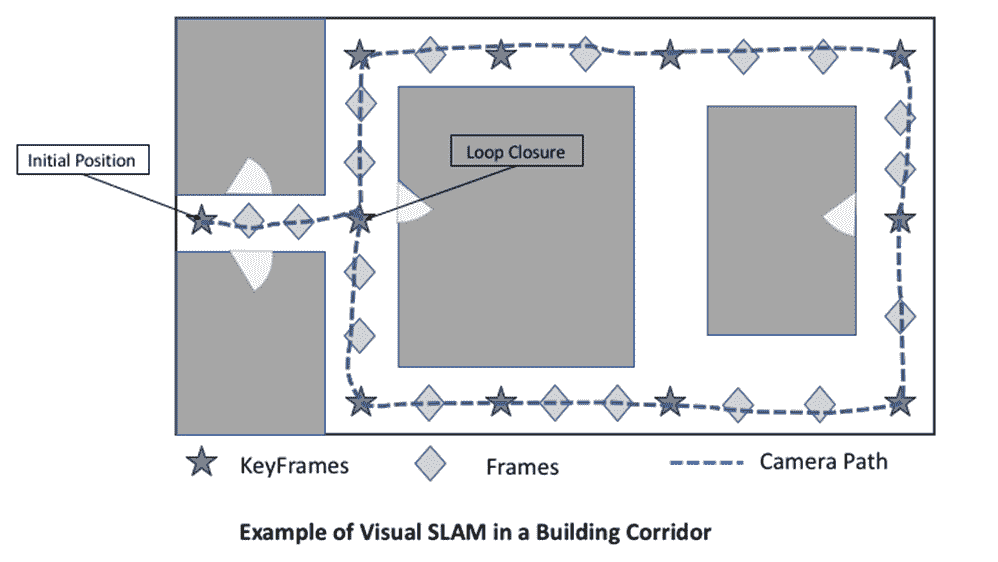 Initial Position
Loop Closure
KeyFrames
Frames
Camera Path
Example of Visual SLAM in a Building Corridor